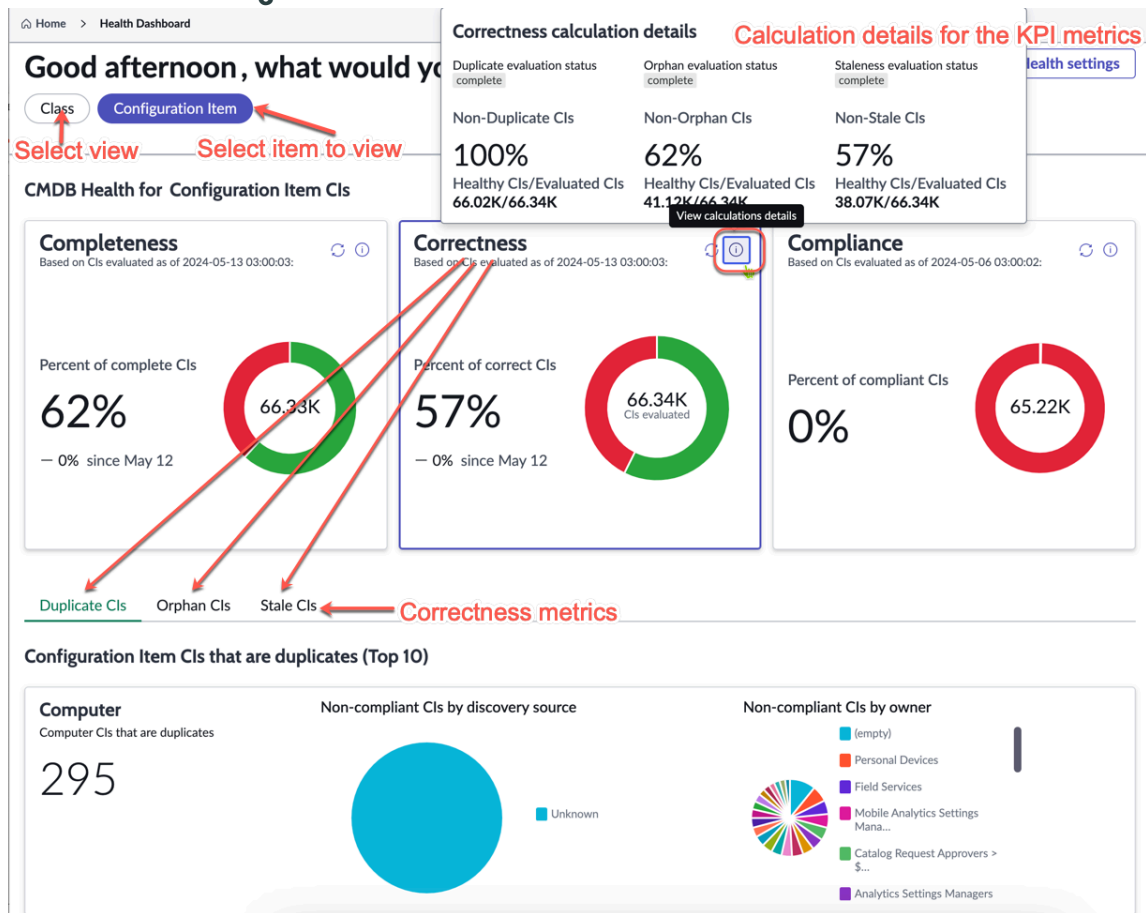 Home > Health Dashboard
Correctness calculation details
Calculation details for the KPI metrics
Good afternoon, what would
Health settings
Duplicate evaluation status
complete
Orphan evaluation status
complete
Staleness evaluation status
complete
Class
Configuration Item
Select view
Select item to view
Non-Duplicate CIs
100%
Healthy CIs/Evaluated CIs
66.02K/66.34K
Non-Orphan CIs
62%
Healthy CIs/Evaluated CIs
41.12K/66.34K
Non-Stale CIs
57%
Healthy CIs/Evaluated CIs
38.07K/66.34K
View calculations details
CMDB Health for Configuration Item CIs
Completeness
Based on CIs evaluated as of 2024-05-13 03:00:03:
Percent of complete CIs
62%
— 0% since May 12
66.33K
Correctness
Based on CIs evaluated as of 2024-05-13 03:00:03:
Percent of correct CIs
57%
— 0% since May 12
66.34K
CIs evaluated
Compliance
Based on CIs evaluated as of 2024-05-06 03:00:02:
Percent of compliant CIs
0%
65.22K
Duplicate CIs
Orphan CIs
Stale CIs
Correctness metrics
Configuration Item CIs that are duplicates (Top 10)
Computer
Computer CIs that are duplicates
295
Non-compliant CIs by discovery source
Unknown
Non-compliant CIs by owner
(empty)
Personal Devices
Field Services
Mobile Analytics Settings
Mana...
Catalog Request Approvers >
$...
Analytics Settings Managers